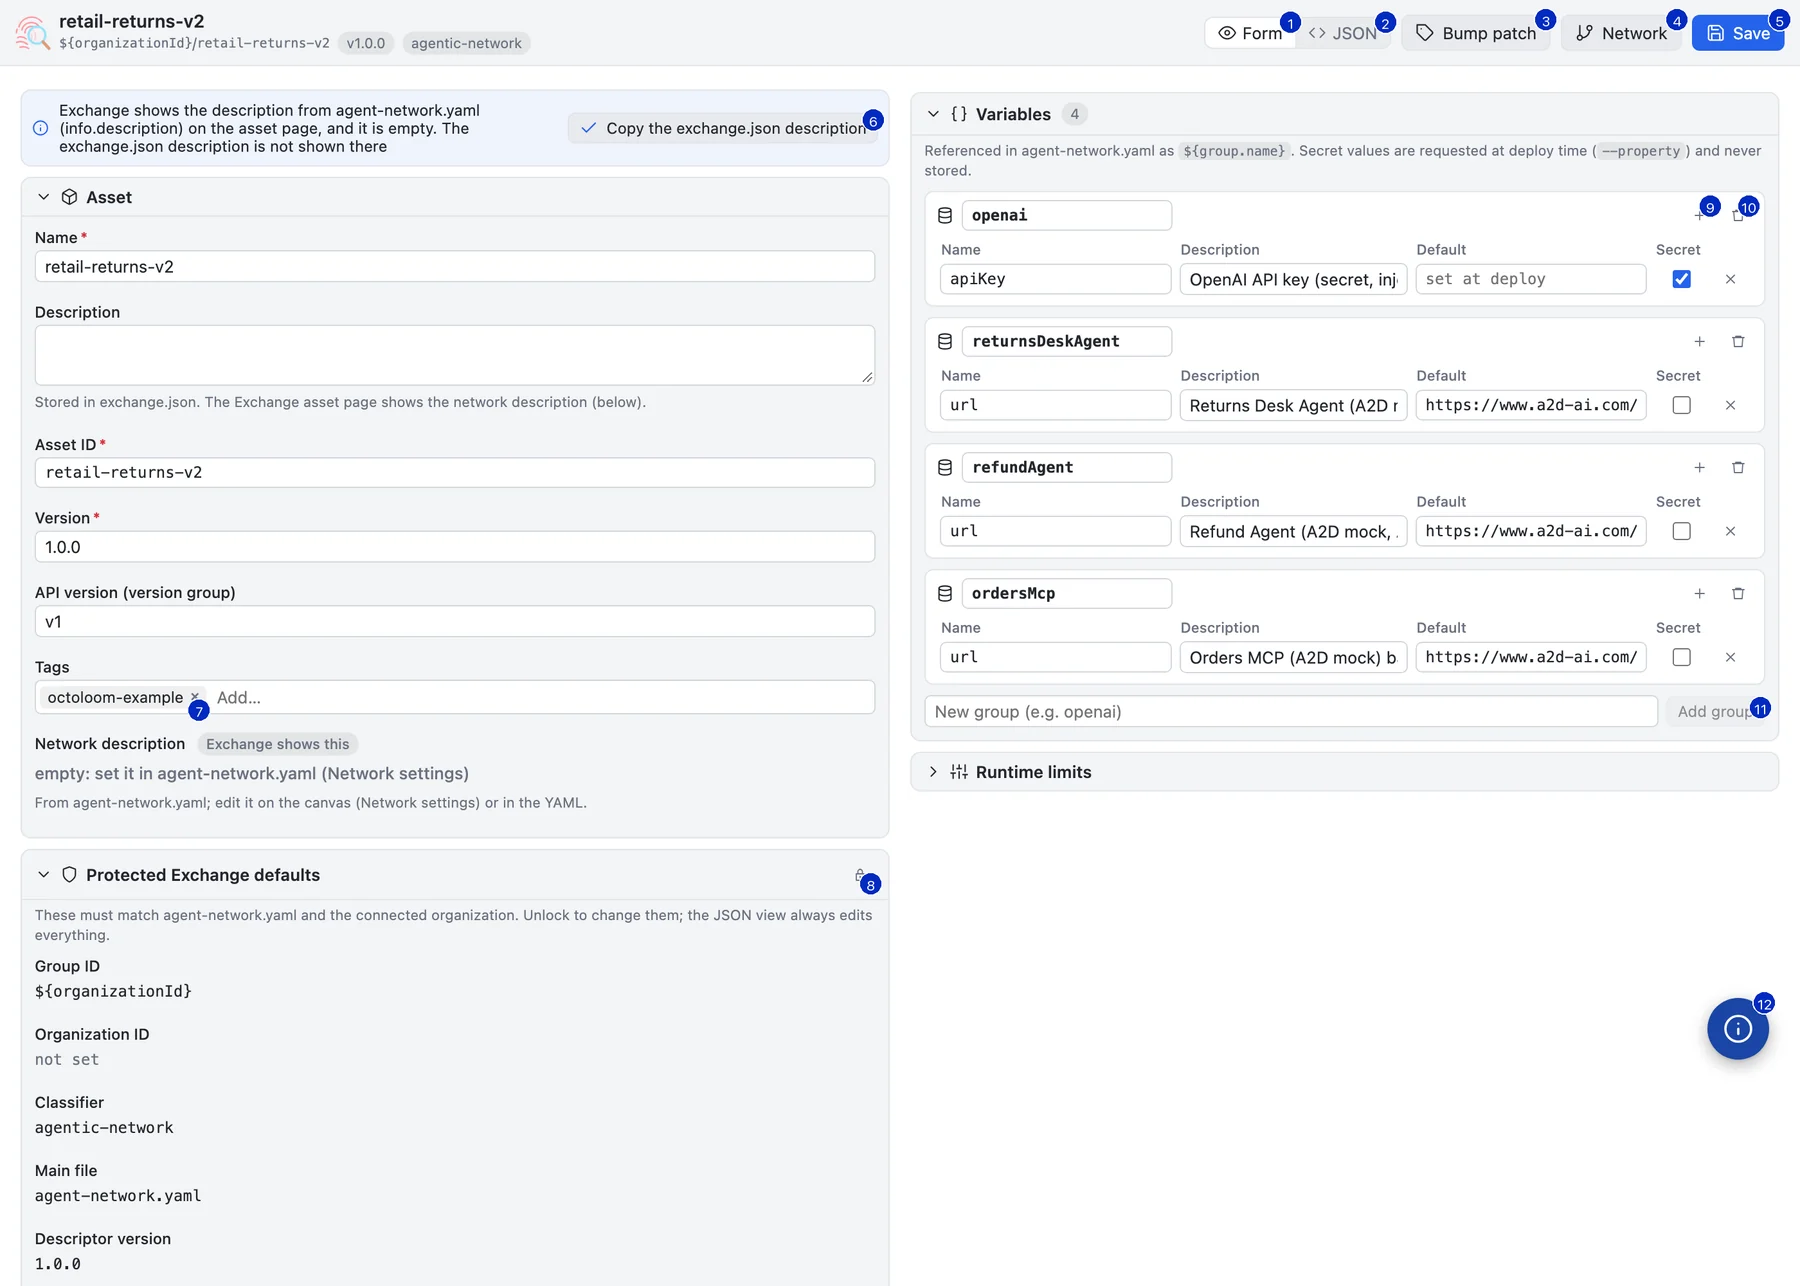 retail-returns-v2
${organizationId}/retail-returns-v2
v1.0.0
agentic-network
Form
1
<> JSON
2
Bump patch
3
Network
4
Save
5
Exchange shows the description from agent-network.yaml
(info.description) on the asset page, and it is empty. The
exchange.json description is not shown there
Copy the exchange.json description
6
Asset
Name *
retail-returns-v2
Description
Stored in exchange.json. The Exchange asset page shows the network description (below).
Asset ID *
retail-returns-v2
Version *
1.0.0
API version (version group)
v1
Tags
octoloom-example ×
Add...
7
Network description
Exchange shows this
empty: set it in agent-network.yaml (Network settings)
From agent-network.yaml; edit it on the canvas (Network settings) or in the YAML.
Protected Exchange defaults
8
These must match agent-network.yaml and the connected organization. Unlock to change them; the JSON view always edits
everything.
Group ID
${organizationId}
Organization ID
not set
Classifier
agentic-network
Main file
agent-network.yaml
Descriptor version
1.0.0
{} Variables
4
Referenced in agent-network.yaml as ${group.name}. Secret values are requested at deploy time (--property) and never
stored.
openai
9
10
Name Description Default Secret
apiKey OpenAI API key (secret, inj set at deploy
returnsDeskAgent
Name Description Default Secret
url Returns Desk Agent (A2D r https://www.a2d-ai.com/
refundAgent
Name Description Default Secret
url Refund Agent (A2D mock, . https://www.a2d-ai.com/
ordersMcp
Name Description Default Secret
url Orders MCP (A2D mock) b https://www.a2d-ai.com/
New group (e.g. openai)
Add group
11
Runtime limits
12